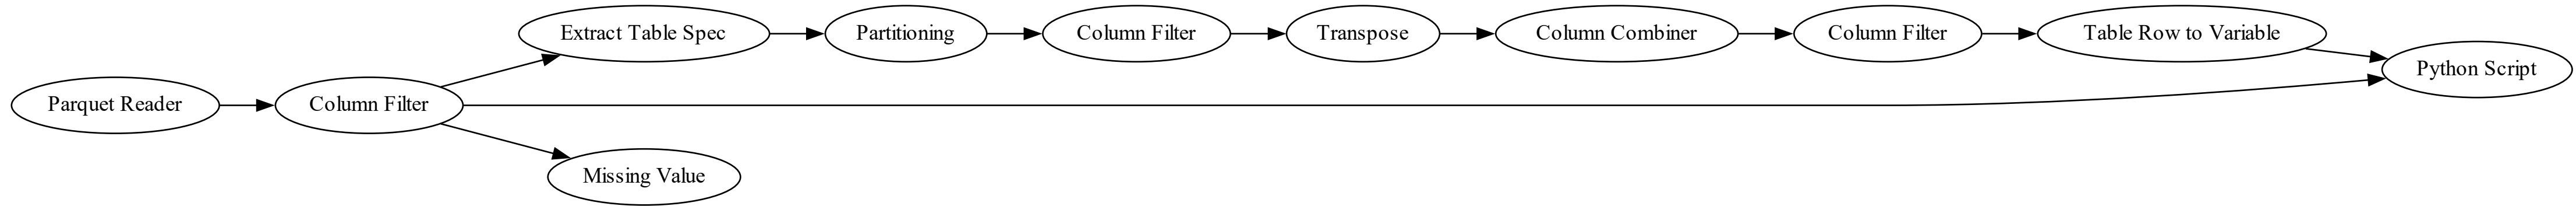 Parquet Reader
Column Filter
Extract Table Spec
Partitioning
Column Filter
Transpose
Column Combiner
Column Filter
Table Row to Variable
Python Script
Missing Value